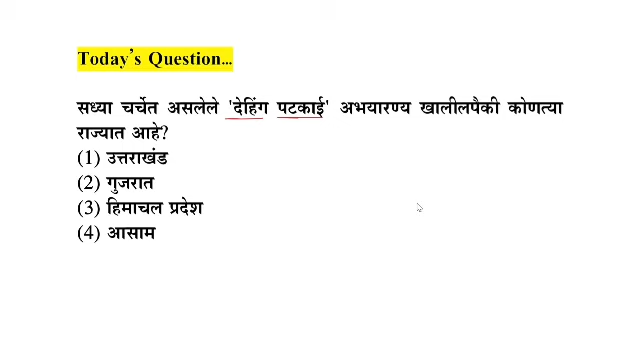 Today's Question...
सध्या चर्चेत असलेले 'देहिंग पटकाई' अभयारण्य खालीलपैकी कोणत्या
राज्यात आहे?
(1) उत्तराखंड
(2) गुजरात
(3) हिमाचल प्रदेश
(4) आसाम